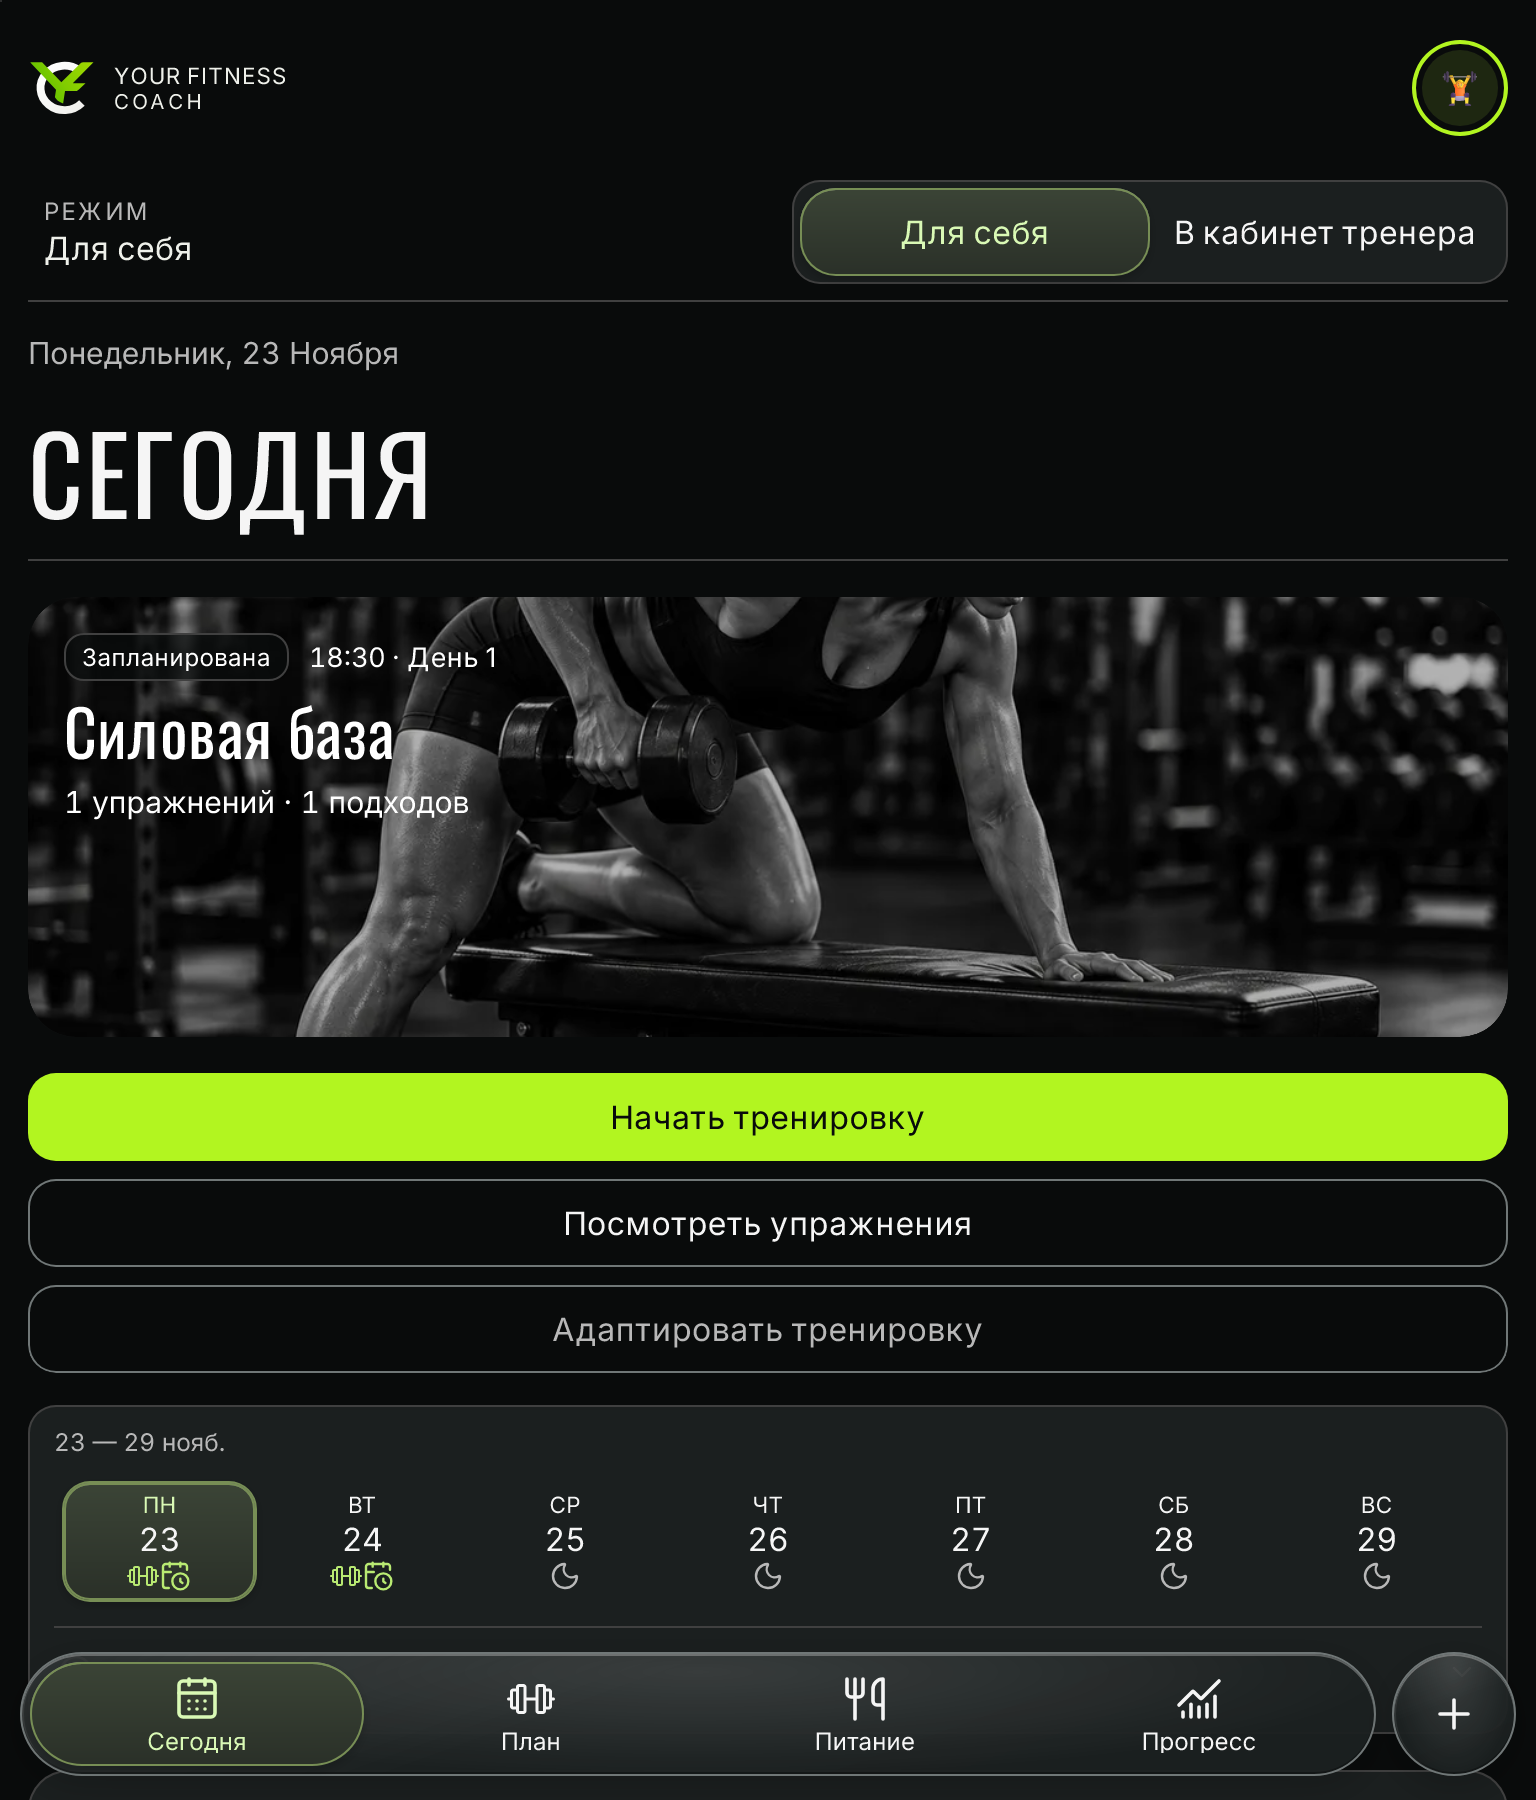 YOUR FITNESS
COACH
РЕЖИМ
Для себя
Для себя
В кабинет тренера
Понедельник, 23 Ноября
СЕГОДНЯ
Запланирована
18:30 · День 1
Силовая база
1 упражнений · 1 подходов
Начать тренировку
Посмотреть упражнения
Адаптировать тренировку
23 — 29 нояб.
ПН ВТ СР ЧТ ПТ СБ ВС
23 24 25 26 27 28 29
Сегодня План Питание Прогресс